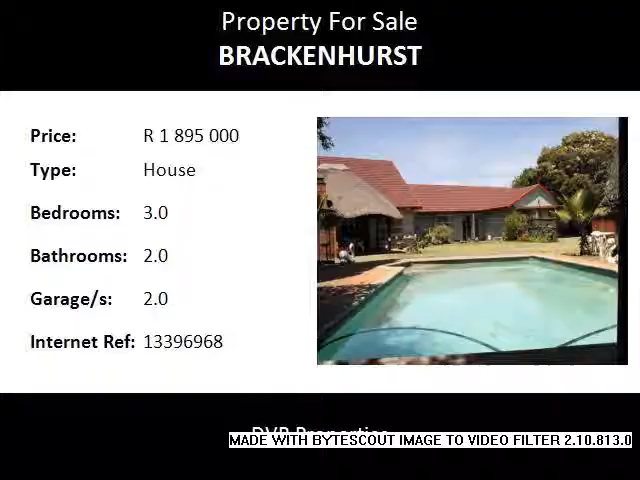 Property For Sale
BRACKENHURST
Price: R 1 895 000
Type: House
Bedrooms: 3.0
Bathrooms: 2.0
Garage/s: 2.0
Internet Ref: 13396968
MADE WITH BYTESCOUT IMAGE TO VIDEO FILTER 2.10.813.0